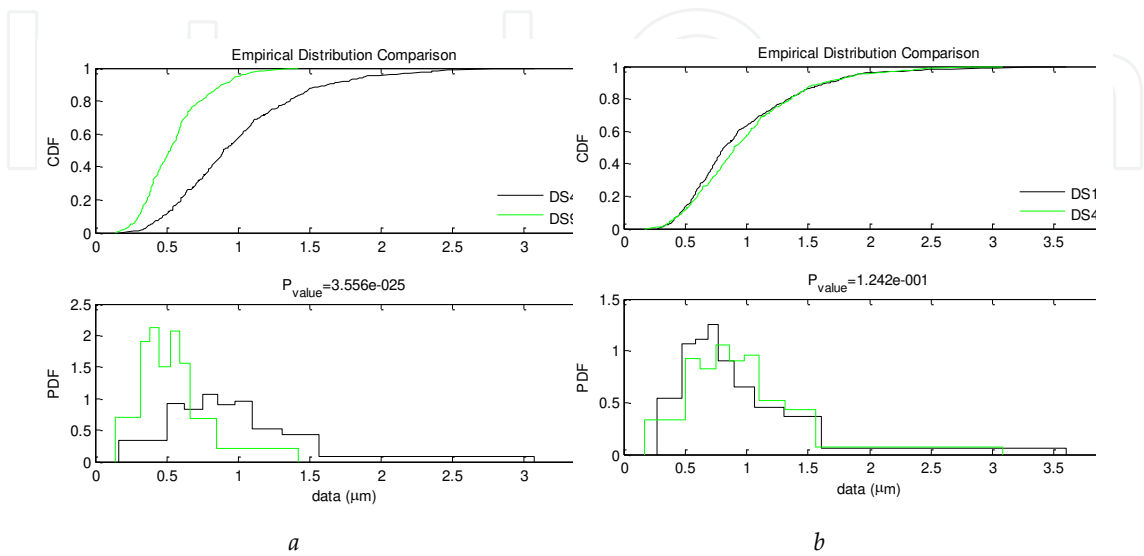 Empirical Distribution Comparison
1
0.8
0.6
0.4
0.2
0
CDF
0 0.5 1 1.5 2 2.5 3
DS4
DS9
P_value=3.556e-025
2.5
2
1.5
1
0.5
0
PDF
0 0.5 1 1.5 2 2.5 3
data (μm)
a
Empirical Distribution Comparison
1
0.8
0.6
0.4
0.2
0
CDF
0 0.5 1 1.5 2 2.5 3 3.5
DS1
DS4
P_value=1.242e-001
1.5
1
0.5
0
PDF
0 0.5 1 1.5 2 2.5 3 3.5
data (μm)
b